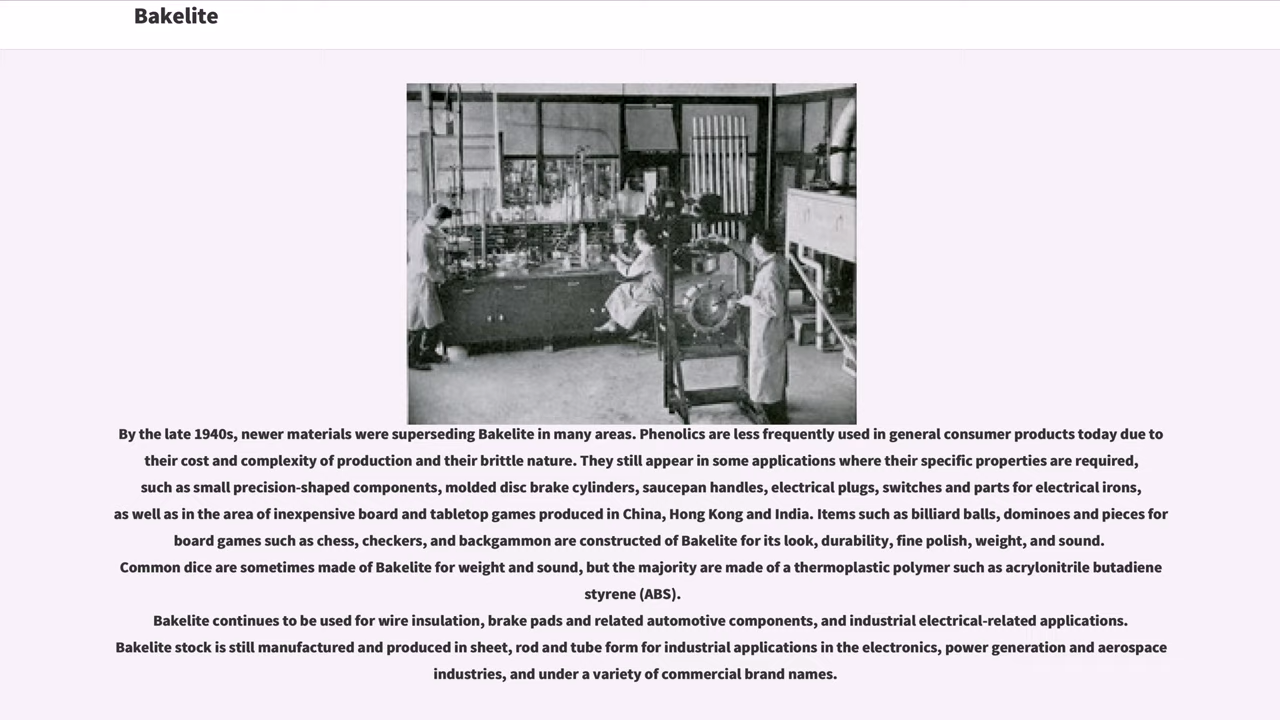 Bakelite
By the late 1940s, newer materials were superseding Bakelite in many areas. Phenolics are less frequently used in general consumer products today due to
their cost and complexity of production and their brittle nature. They still appear in some applications where their specific properties are required,
such as small precision-shaped components, molded disc brake cylinders, saucepan handles, electrical plugs, switches and parts for electrical irons,
as well as in the area of inexpensive board and tabletop games produced in China, Hong Kong and India. Items such as billiard balls, dominoes and pieces for
board games such as chess, checkers, and backgammon are constructed of Bakelite for its look, durability, fine polish, weight, and sound.
Common dice are sometimes made of Bakelite for weight and sound, but the majority are made of a thermoplastic polymer such as acrylonitrile butadiene
styrene (ABS).
Bakelite continues to be used for wire insulation, brake pads and related automotive components, and industrial electrical-related applications.
Bakelite stock is still manufactured and produced in sheet, rod and tube form for industrial applications in the electronics, power generation and aerospace
industries, and under a variety of commercial brand names.